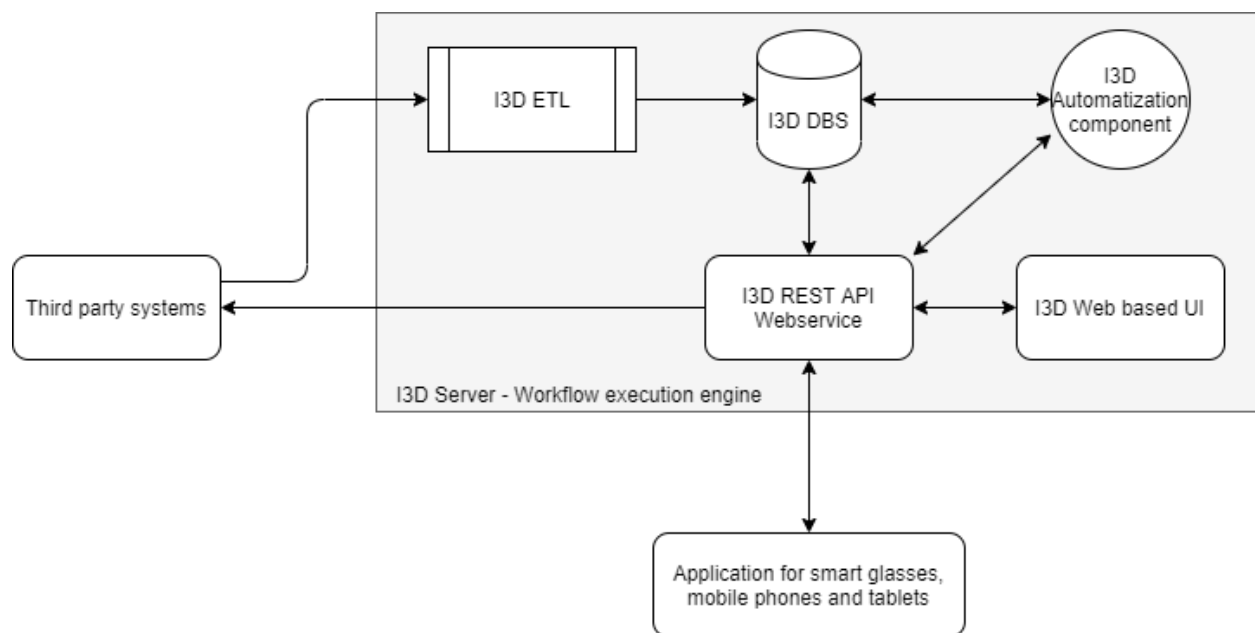 I3D ETL
I3D DBS
I3D
Automatization
component
Third party systems
I3D REST API
Webservice
I3D Web based UI
I3D Server - Workflow execution engine
Application for smart glasses,
mobile phones and tablets